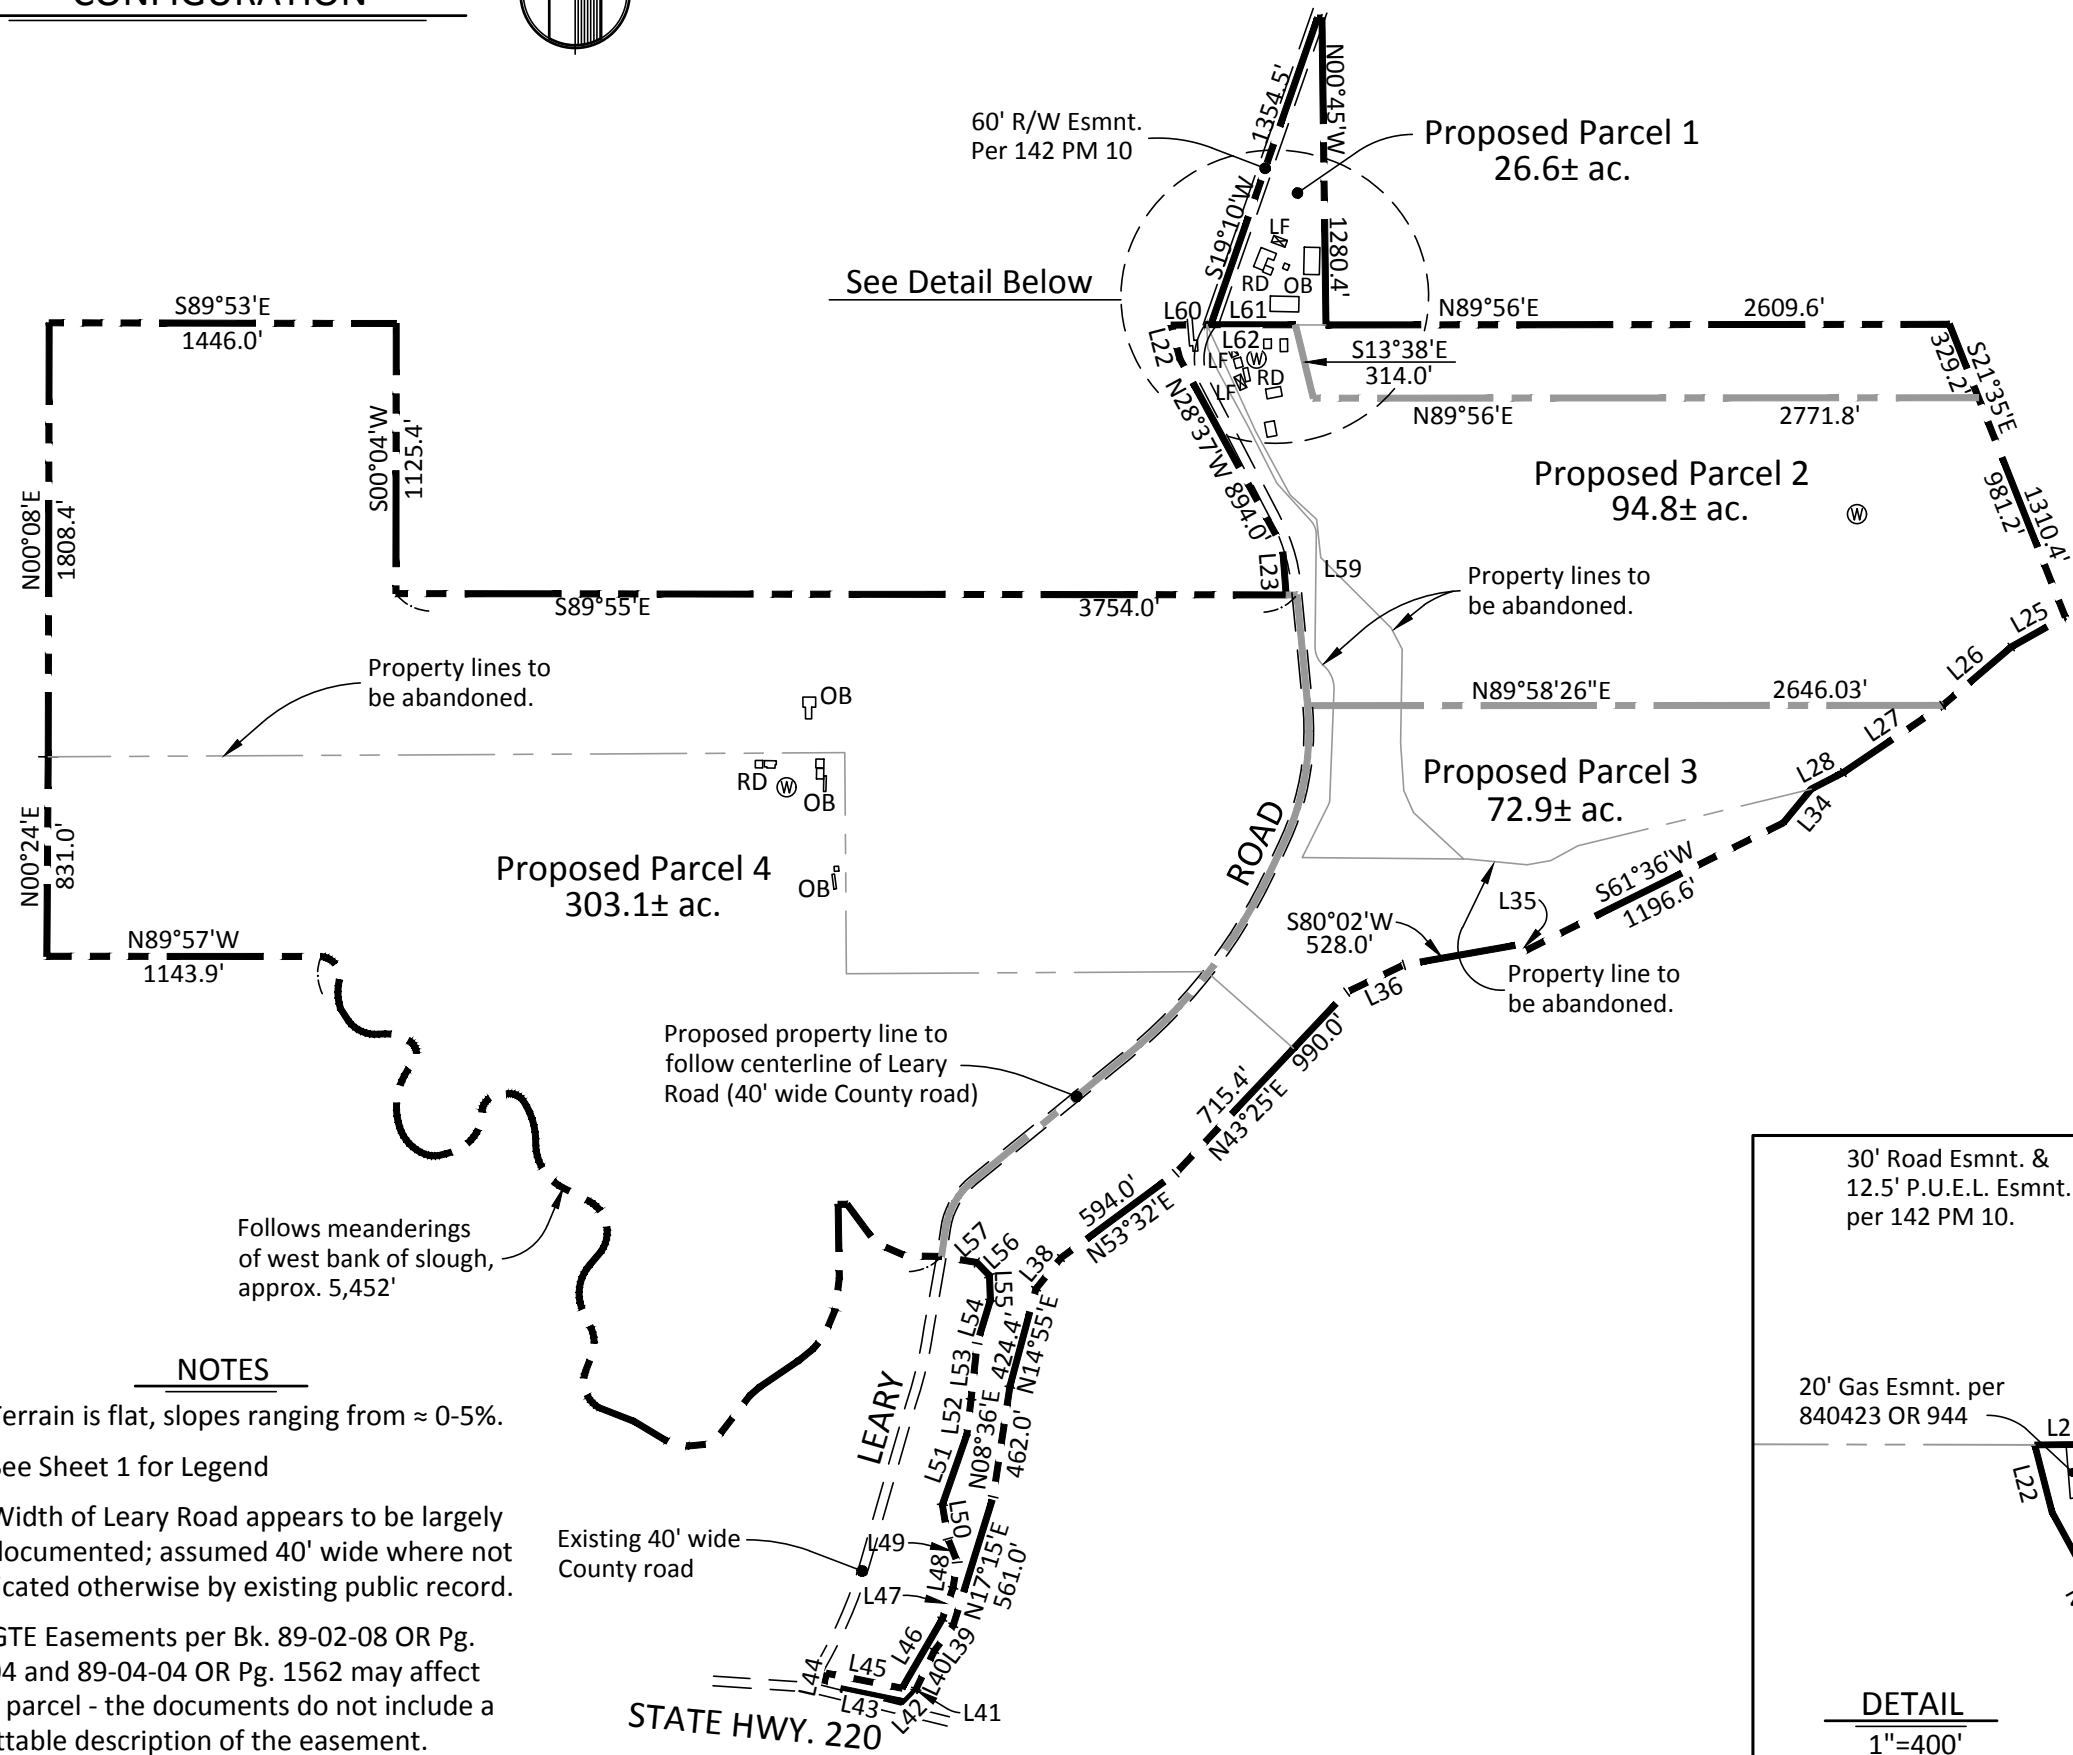 CONFIGURATION
60' R/W Esmnt.
Per 142 PM 10
1354.5'
S19°10'W
N00°45'W
1280.4'
Proposed Parcel 1
26.6± ac.
See Detail Below
LF
RD
OB
L60
L61
L62
L22
LF
W
RD
LF
S13°38'E
314.0'
N89°56'E
2609.6'
S21°35'E
329.2'
N89°56'E
2771.8'
981.2'
1310.4'
S89°53'E
1446.0'
S00°04'W
1125.4'
N00°08'E
1808.4'
N28°37'W
894.0'
L23
L59
Proposed Parcel 2
94.8± ac.
W
Property lines to
be abandoned.
S89°55'E
3754.0'
L25
L26
L27
L28
L34
Property lines to
be abandoned.
OB
N89°58'26"E
2646.03'
RD
W
OB
Proposed Parcel 3
72.9± ac.
N00°24'E
831.0'
Proposed Parcel 4
303.1± ac.
OB
ROAD
S61°36'W
1196.6'
L35
S80°02'W
528.0'
N89°57'W
1143.9'
L36
Property line to
be abandoned.
990.0'
Proposed property line to
follow centerline of Leary
Road (40' wide County road)
715.4'
N43°25'E
594.0'
N53°32'E
Follows meanderings
of west bank of slough,
approx. 5,452'
L57
L56
L38
L55
L54
424.4'
N14°55'E
L53
L52
N08°36'E
462.0'
L51
L50
LEARY
Existing 40' wide
County road
L49
L48
L47
N17°15'E
561.0'
L46
L39
L40
L45
L44
L43
L42
L41
STATE HWY. 220
NOTES
Terrain is flat, slopes ranging from ≈ 0-5%.
See Sheet 1 for Legend
Width of Leary Road appears to be largely
documented; assumed 40' wide where not
icated otherwise by existing public record.
GTE Easements per Bk. 89-02-08 OR Pg.
04 and 89-04-04 OR Pg. 1562 may affect
parcel - the documents do not include a
ttable description of the easement.
30' Road Esmnt. &
12.5' P.U.E.L. Esmnt.
per 142 PM 10.
20' Gas Esmnt. per
840423 OR 944
L2
L22
DETAIL
1"=400'